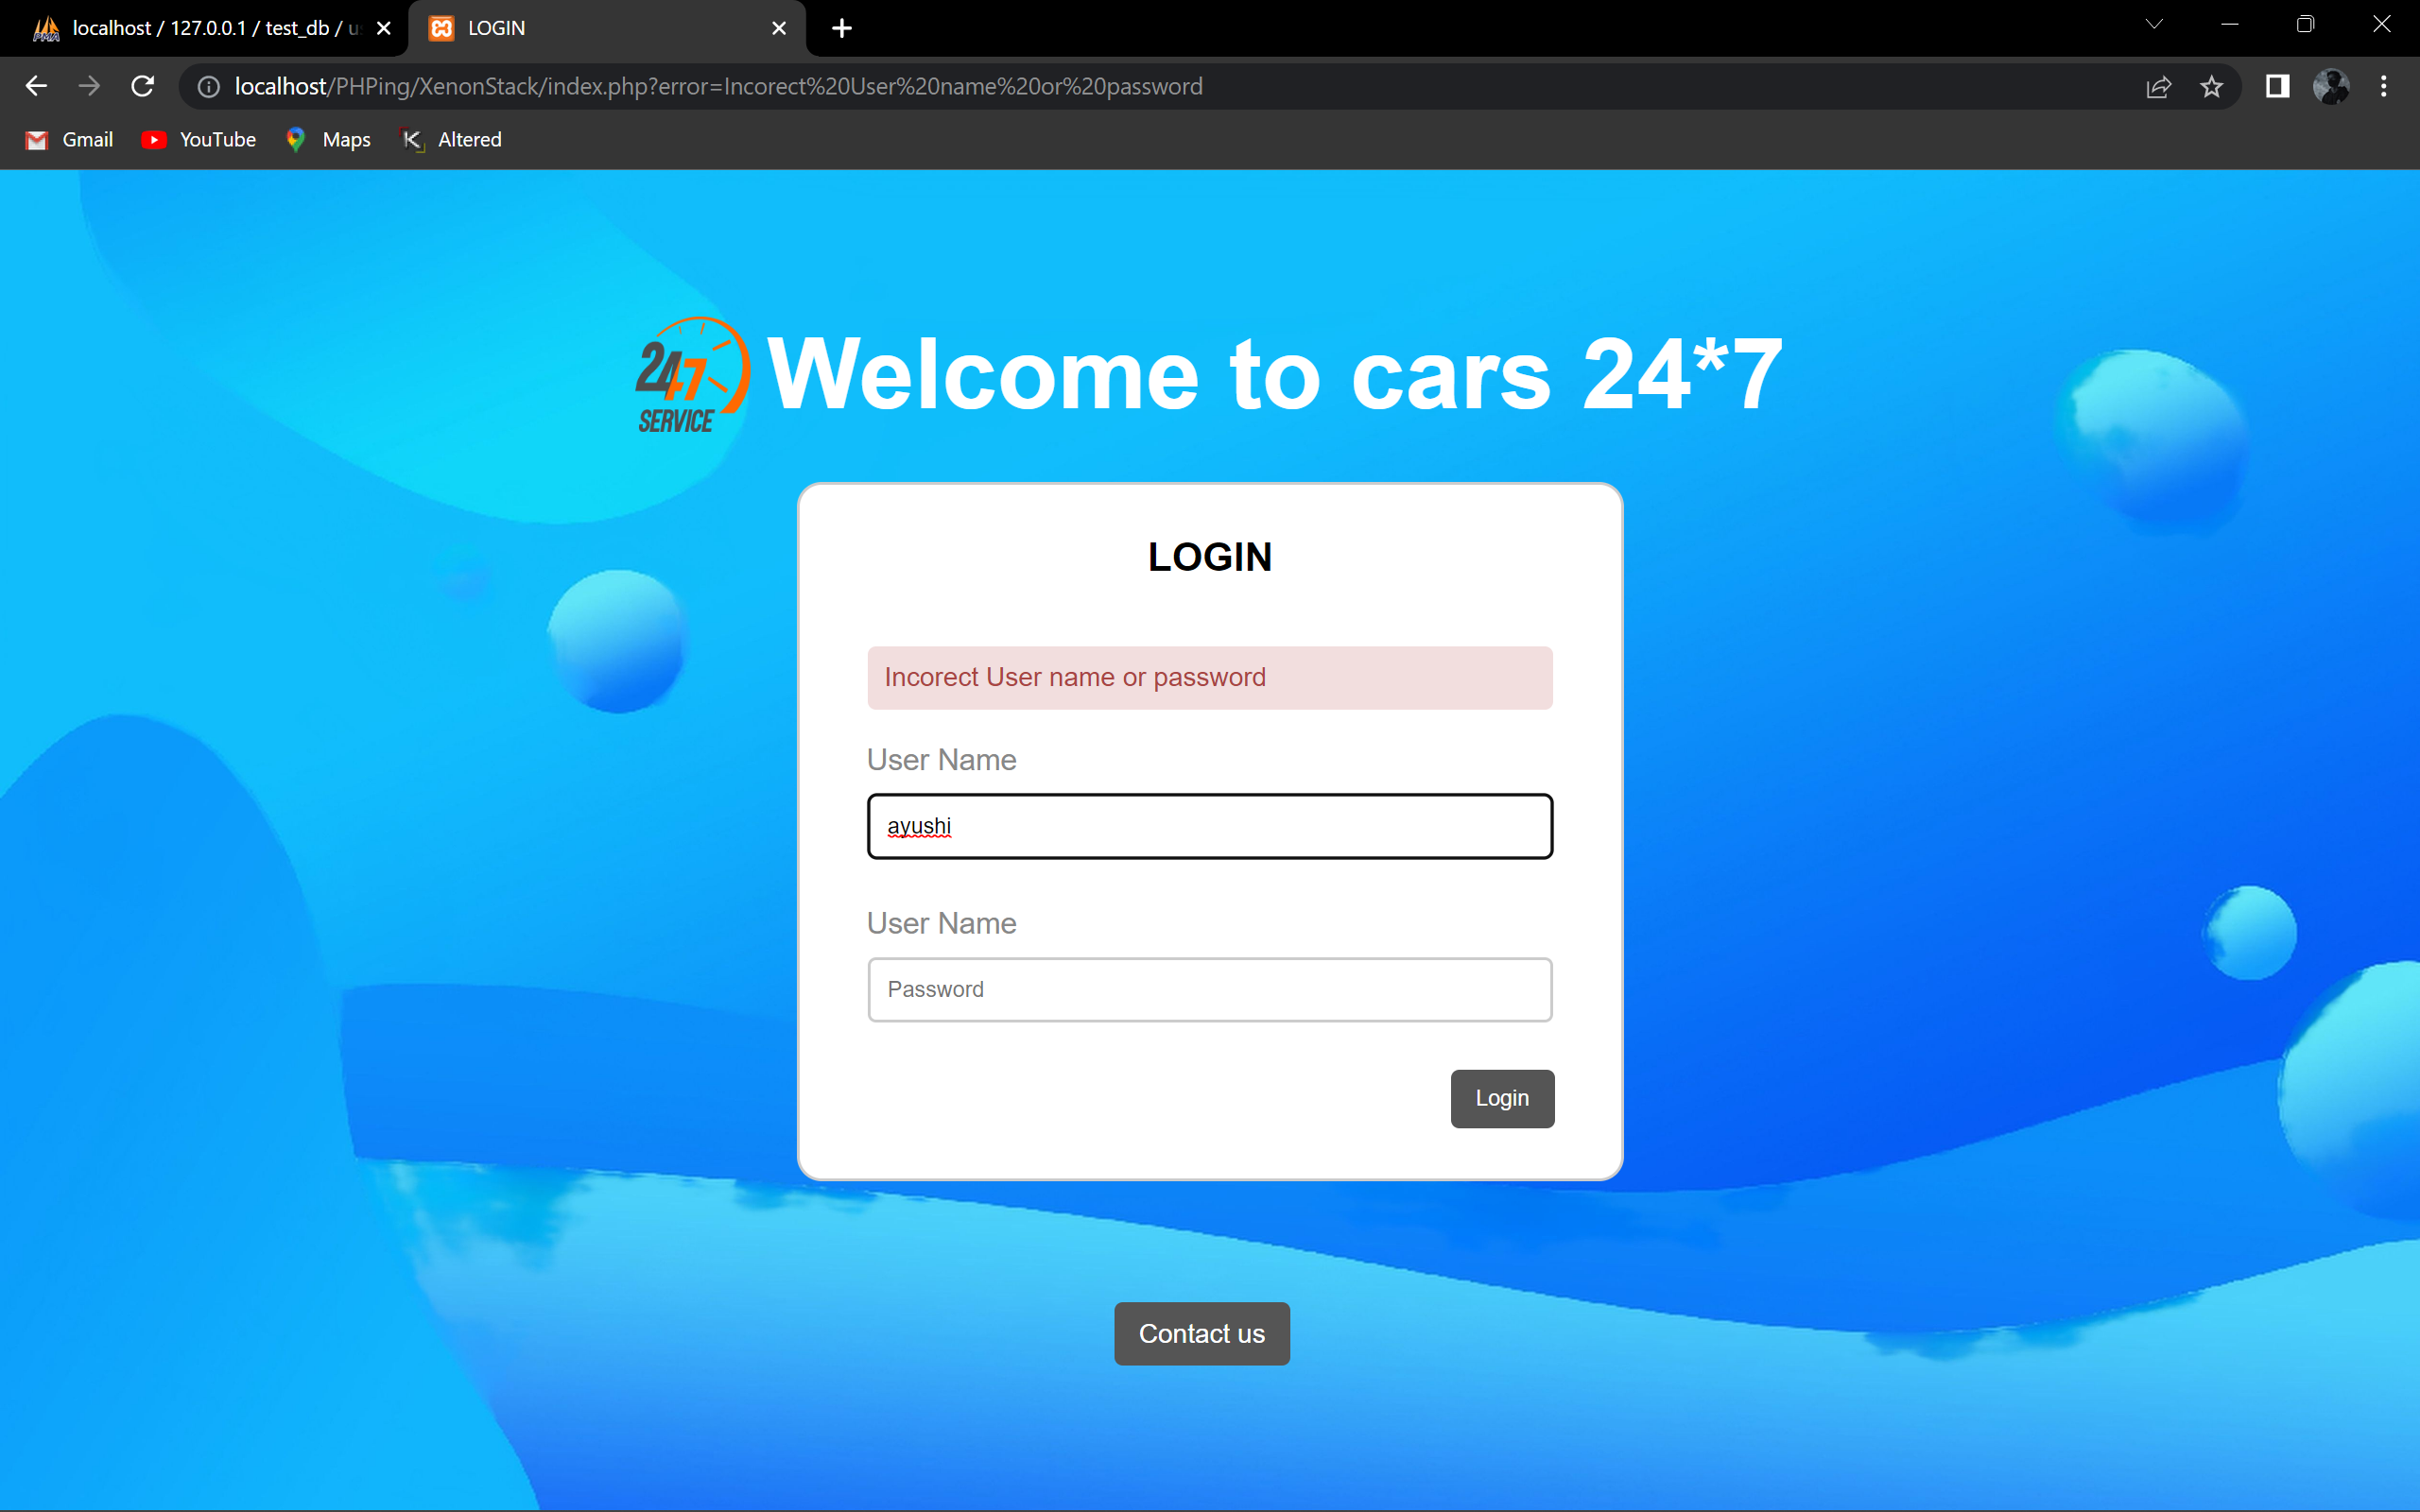 localhost / 127.0.0.1 / test_db / u
LOGIN
localhost/PHPing/XenonStack/index.php?error=Incorect%20User%20name%20or%20password
Gmail
YouTube
Maps
Altered
24/7
SERVICE
Welcome to cars 24*7
LOGIN
Incorect User name or password
User Name
ayushi
User Name
Password
Login
Contact us